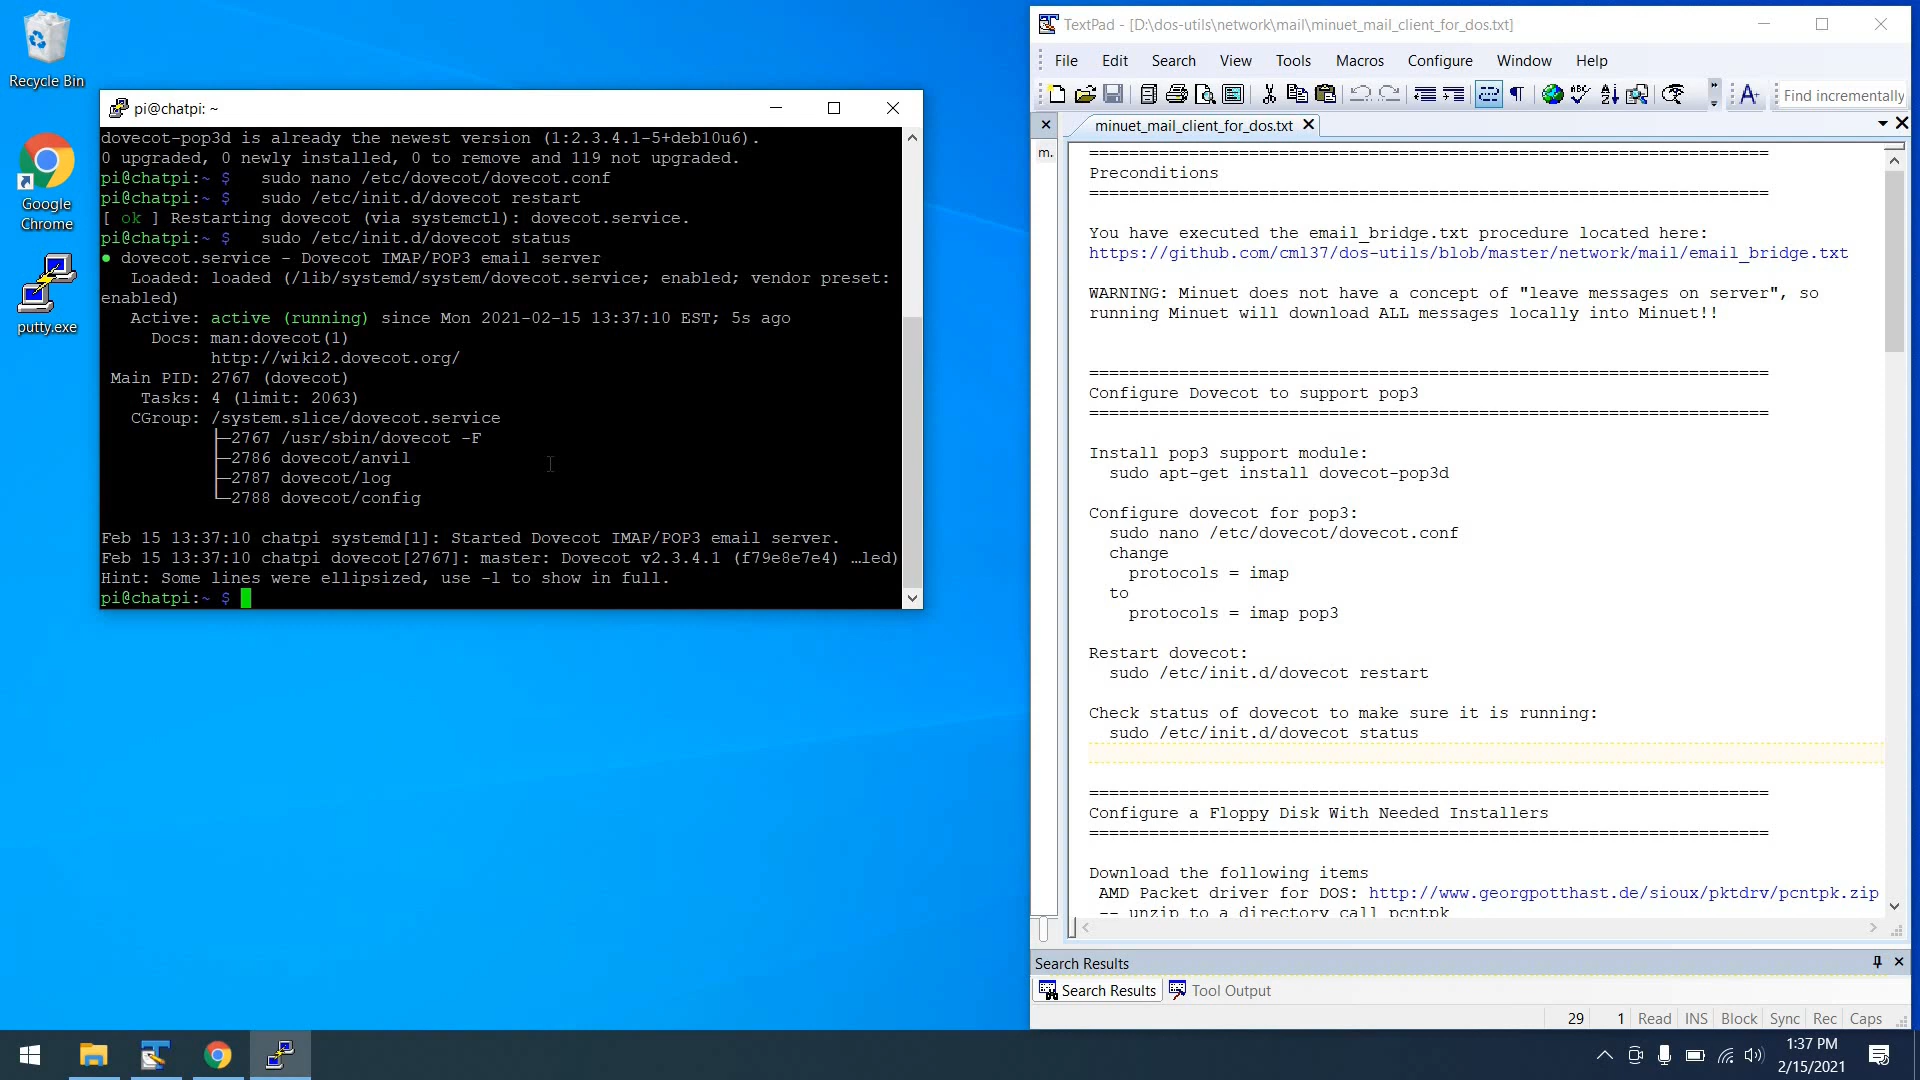 Recycle Bin
Google
Chrome
putty.exe
pi@chatpi: ~
dovecot-pop3d is already the newest version (1:2.3.4.1-5+deb10u6).
0 upgraded, 0 newly installed, 0 to remove and 119 not upgraded.
pi@chatpi:~ $   sudo nano /etc/dovecot/dovecot.conf
pi@chatpi:~ $   sudo /etc/init.d/dovecot restart
[ ok ] Restarting dovecot (via systemctl): dovecot.service.
pi@chatpi:~ $   sudo /etc/init.d/dovecot status
● dovecot.service - Dovecot IMAP/POP3 email server
   Loaded: loaded (/lib/systemd/system/dovecot.service; enabled; vendor preset:
enabled)
   Active: active (running) since Mon 2021-02-15 13:37:10 EST; 5s ago
     Docs: man:dovecot(1)
           http://wiki2.dovecot.org/
 Main PID: 2767 (dovecot)
    Tasks: 4 (limit: 2063)
   CGroup: /system.slice/dovecot.service
           ├─2767 /usr/sbin/dovecot -F
           ├─2786 dovecot/anvil
           ├─2787 dovecot/log
           └─2788 dovecot/config
Feb 15 13:37:10 chatpi systemd[1]: Started Dovecot IMAP/POP3 email server.
Feb 15 13:37:10 chatpi dovecot[2767]: master: Dovecot v2.3.4.1 (f79e8e7e4) …led)
Hint: Some lines were ellipsized, use -l to show in full.
pi@chatpi:~ $
TextPad - [D:\dos-utils\network\mail\minuet_mail_client_for_dos.txt]
File Edit Search View Tools Macros Configure Window Help
Find incrementally
minuet_mail_client_for_dos.txt
m.
====================================================================
Preconditions
====================================================================
You have executed the email_bridge.txt procedure located here:
https://github.com/cml37/dos-utils/blob/master/network/mail/email_bridge.txt
WARNING: Minuet does not have a concept of "leave messages on server", so
running Minuet will download ALL messages locally into Minuet!!
====================================================================
Configure Dovecot to support pop3
====================================================================
Install pop3 support module:
  sudo apt-get install dovecot-pop3d
Configure dovecot for pop3:
  sudo nano /etc/dovecot/dovecot.conf
  change
    protocols = imap
  to
    protocols = imap pop3
Restart dovecot:
  sudo /etc/init.d/dovecot restart
Check status of dovecot to make sure it is running:
  sudo /etc/init.d/dovecot status
====================================================================
Configure a Floppy Disk With Needed Installers
====================================================================
Download the following items
 AMD Packet driver for DOS: http://www.georgpotthast.de/sioux/pktdrv/pcntpk.zip
 -- unzip to a directory call pcntpk
Search Results
Search Results Tool Output
29 1 Read INS Block Sync Rec Caps
1:37 PM
2/15/2021